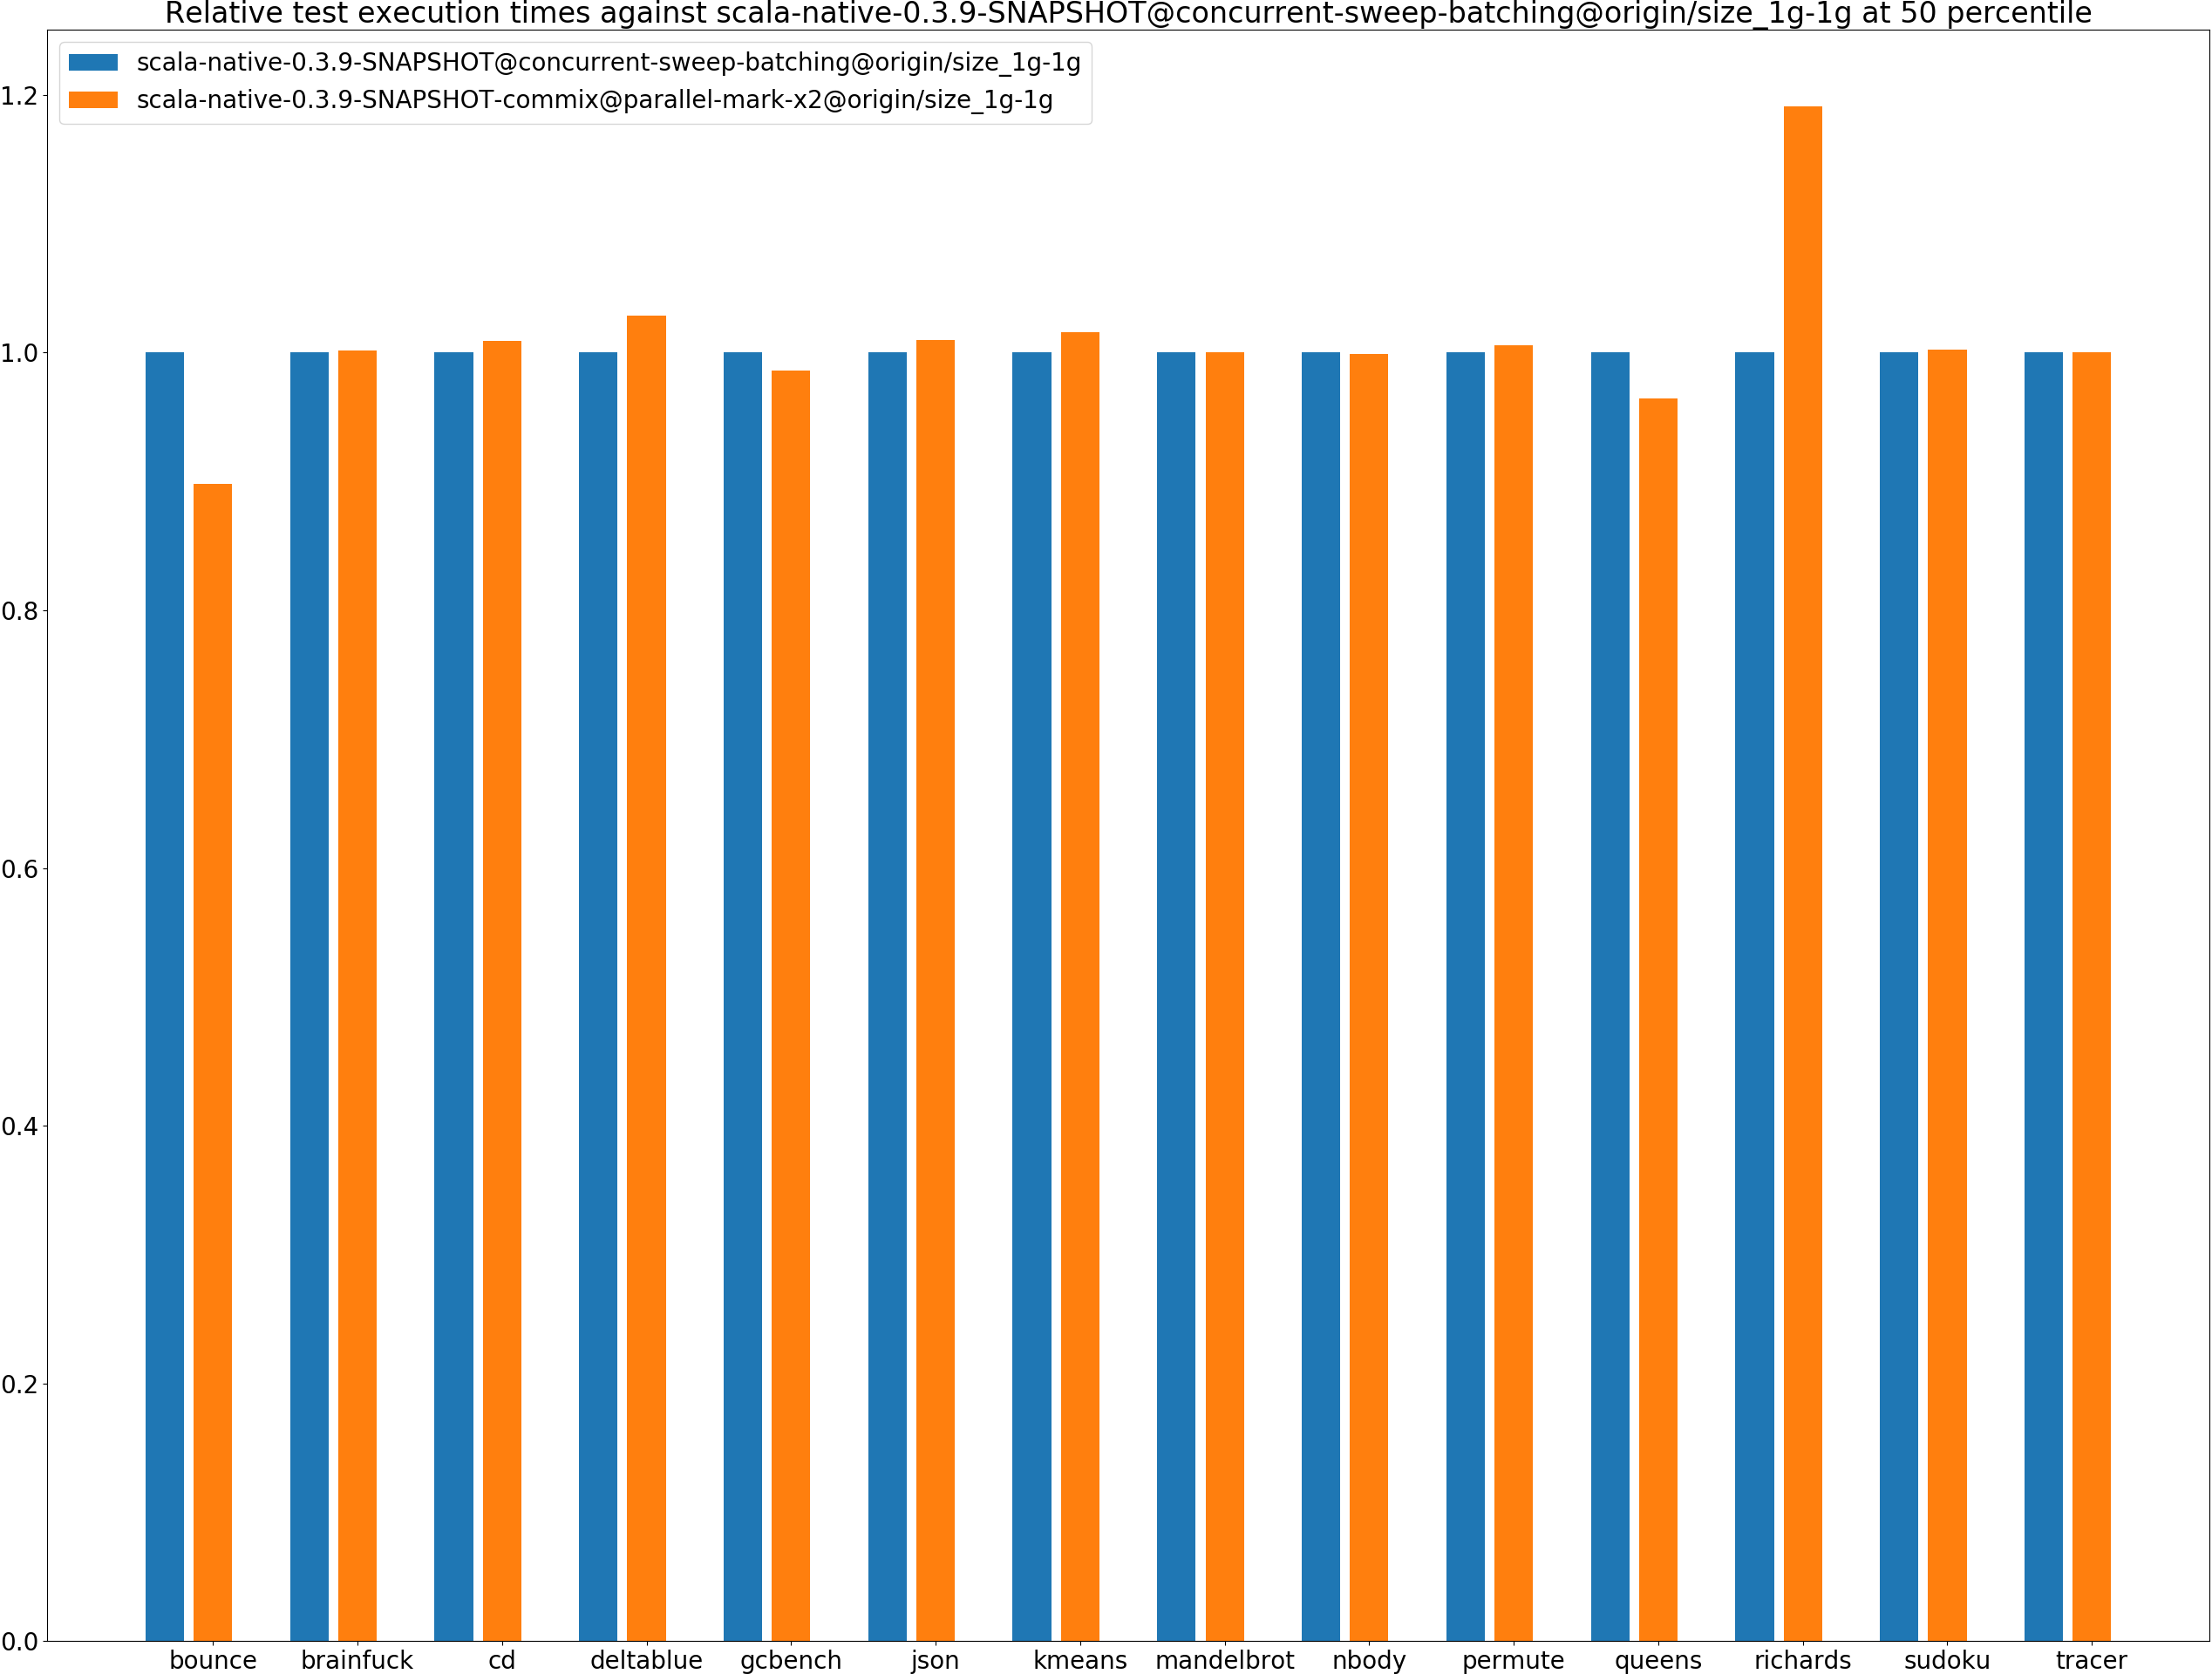 Relative test execution times against scala-native-0.3.9-SNAPSHOT@concurrent-sweep-batching@origin/size_1g-1g at 50 percentile
scala-native-0.3.9-SNAPSHOT@concurrent-sweep-batching@origin/size_1g-1g
scala-native-0.3.9-SNAPSHOT-commix@parallel-mark-x2@origin/size_1g-1g
1.2
1.0
0.8
0.6
0.4
0.2
0.0
bounce brainfuck cd deltablue gcbench json kmeans mandelbrot nbody permute queens richards sudoku tracer